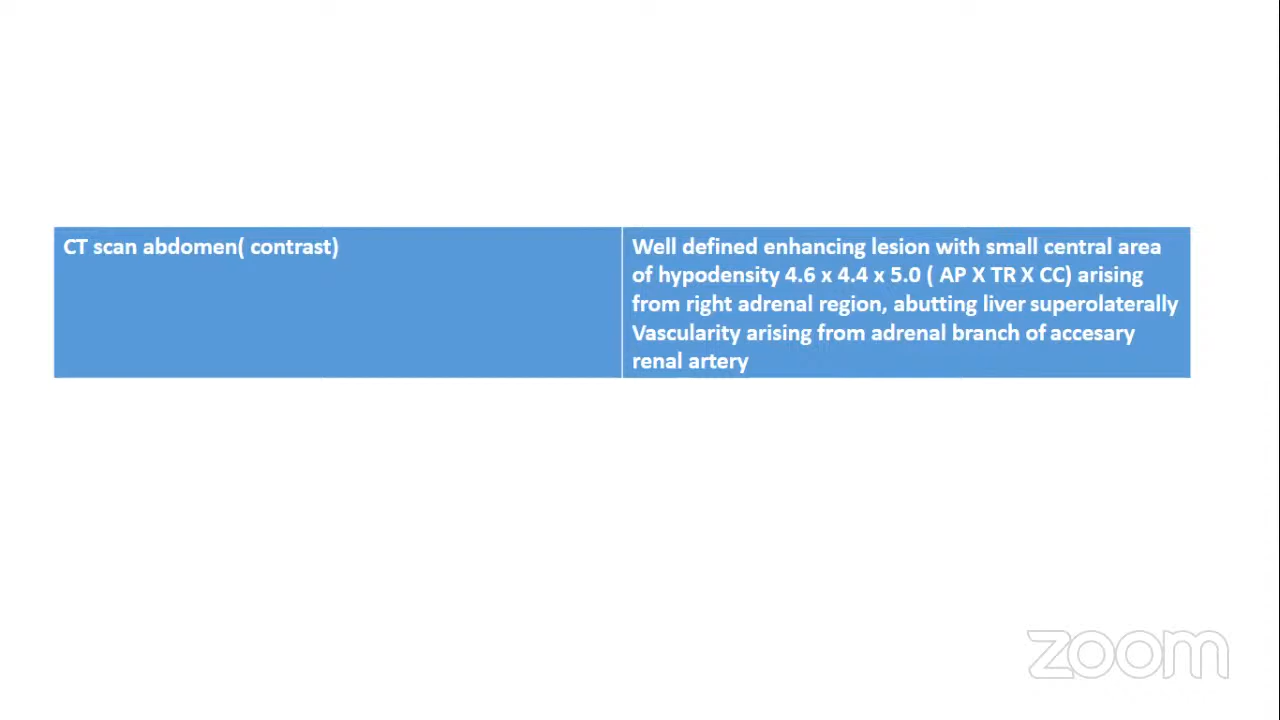 CT scan abdomen( contrast)
Well defined enhancing lesion with small central area
of hypodensity 4.6 x 4.4 x 5.0 ( AP X TR X CC) arising
from right adrenal region, abutting liver superolaterally
Vascularity arising from adrenal branch of accesary
renal artery
zoom